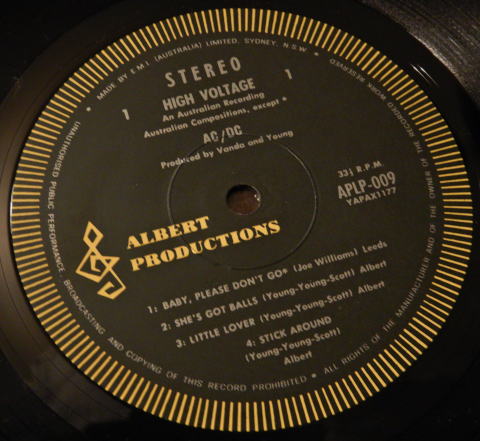 MADE BY E.M.I. (AUSTRALIA) LIMITED, SYDNEY, N.S.W.
STEREO
1 HIGH VOLTAGE 1
An Australian Recording
Australian Compositions, except *
AC/DC
Produced by Vanda and Young
33⅓ R.P.M.
APLP-009
YAPAX1177
ALBERT
PRODUCTIONS
1: BABY, PLEASE DON'T GO* (Joe Williams) Leeds
2: SHE'S GOT BALLS (Young-Young-Scott) Albert
3: LITTLE LOVER (Young-Young-Scott) Albert
4: STICK AROUND
(Young-Young-Scott)
Albert
UNAUTHORISED PUBLIC PERFORMANCE, BROADCASTING AND COPYING OF THIS RECORD PROHIBITED • ALL RIGHTS OF THE MANUFACTURER AND OF THE OWNER OF THE RECORDED WORK RESERVED